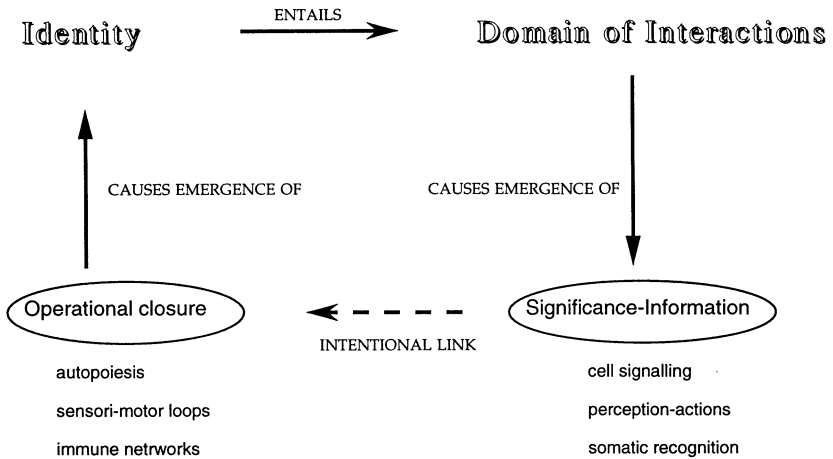 ENTAILS
Identity
Domain of Interactions
CAUSES EMERGENCE OF
CAUSES EMERGENCE OF
Operational closure
Significance-Information
INTENTIONAL LINK
autopoiesis
cell signalling
sensori-motor loops
perception-actions
immune netrworks
somatic recognition